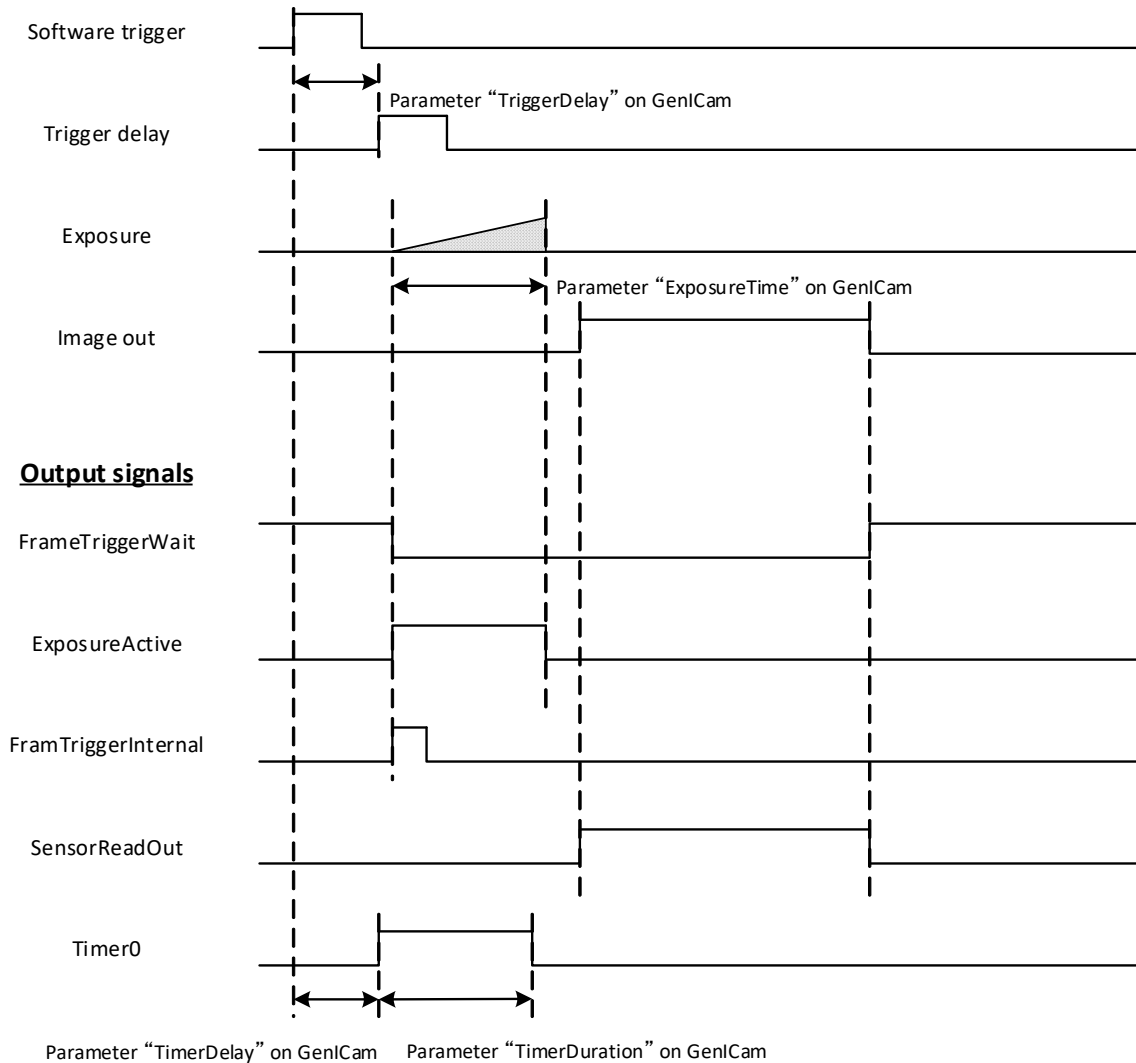 Software trigger
Parameter “TriggerDelay” on GenICam
Trigger delay
Exposure
Parameter “ExposureTime” on GenICam
Image out
Output signals
FrameTriggerWait
ExposureActive
FramTriggerInternal
SensorReadOut
Timer0
Parameter “TimerDelay” on GenICam
Parameter “TimerDuration” on GenICam